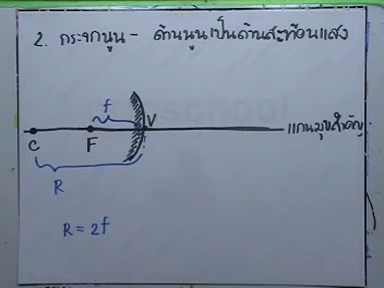 2. กระจกนูน - ด้านนูนเป็นด้านสะท้อนแสง
f
V
แกนมุขสำคัญ
C
F
R
R = 2f